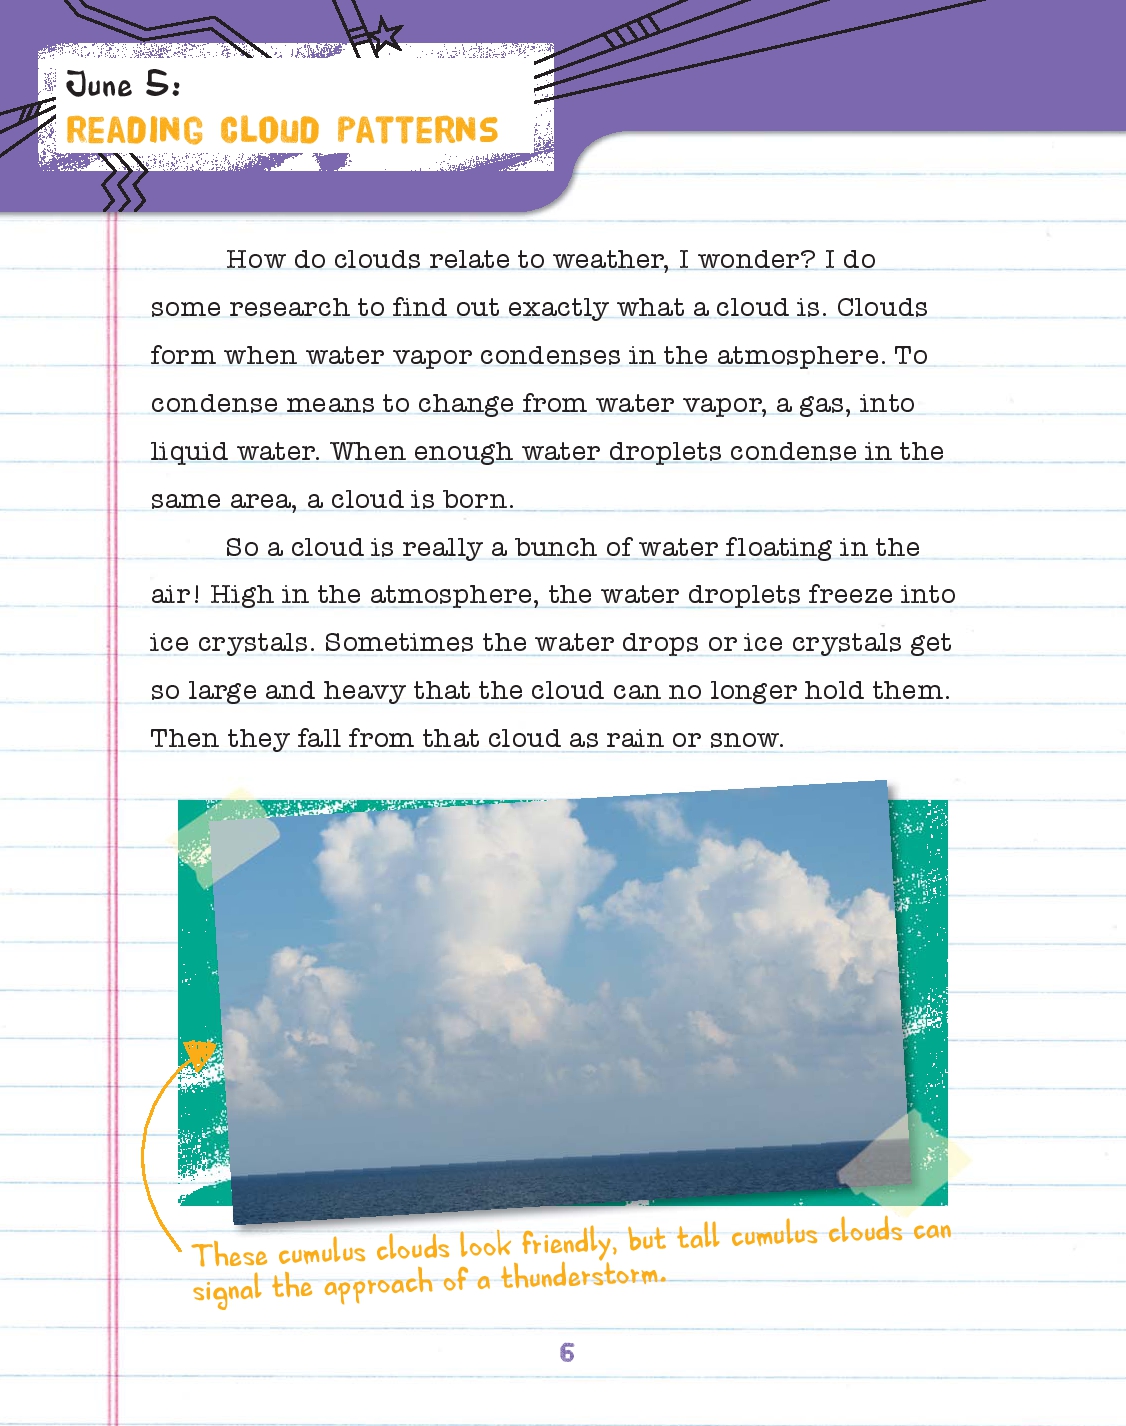 June 5:
READING CLOUD PATTERNS
How do clouds relate to weather, I wonder? I do
some research to find out exactly what a cloud is. Clouds
form when water vapor condenses in the atmosphere. To
condense means to change from water vapor, a gas, into
liquid water. When enough water droplets condense in the
same area, a cloud is born.
So a cloud is really a bunch of water floating in the
air! High in the atmosphere, the water droplets freeze into
ice crystals. Sometimes the water drops or ice crystals get
so large and heavy that the cloud can no longer hold them.
Then they fall from that cloud as rain or snow.
These cumulus clouds look friendly, but tall cumulus clouds can
signal the approach of a thunderstorm.
6